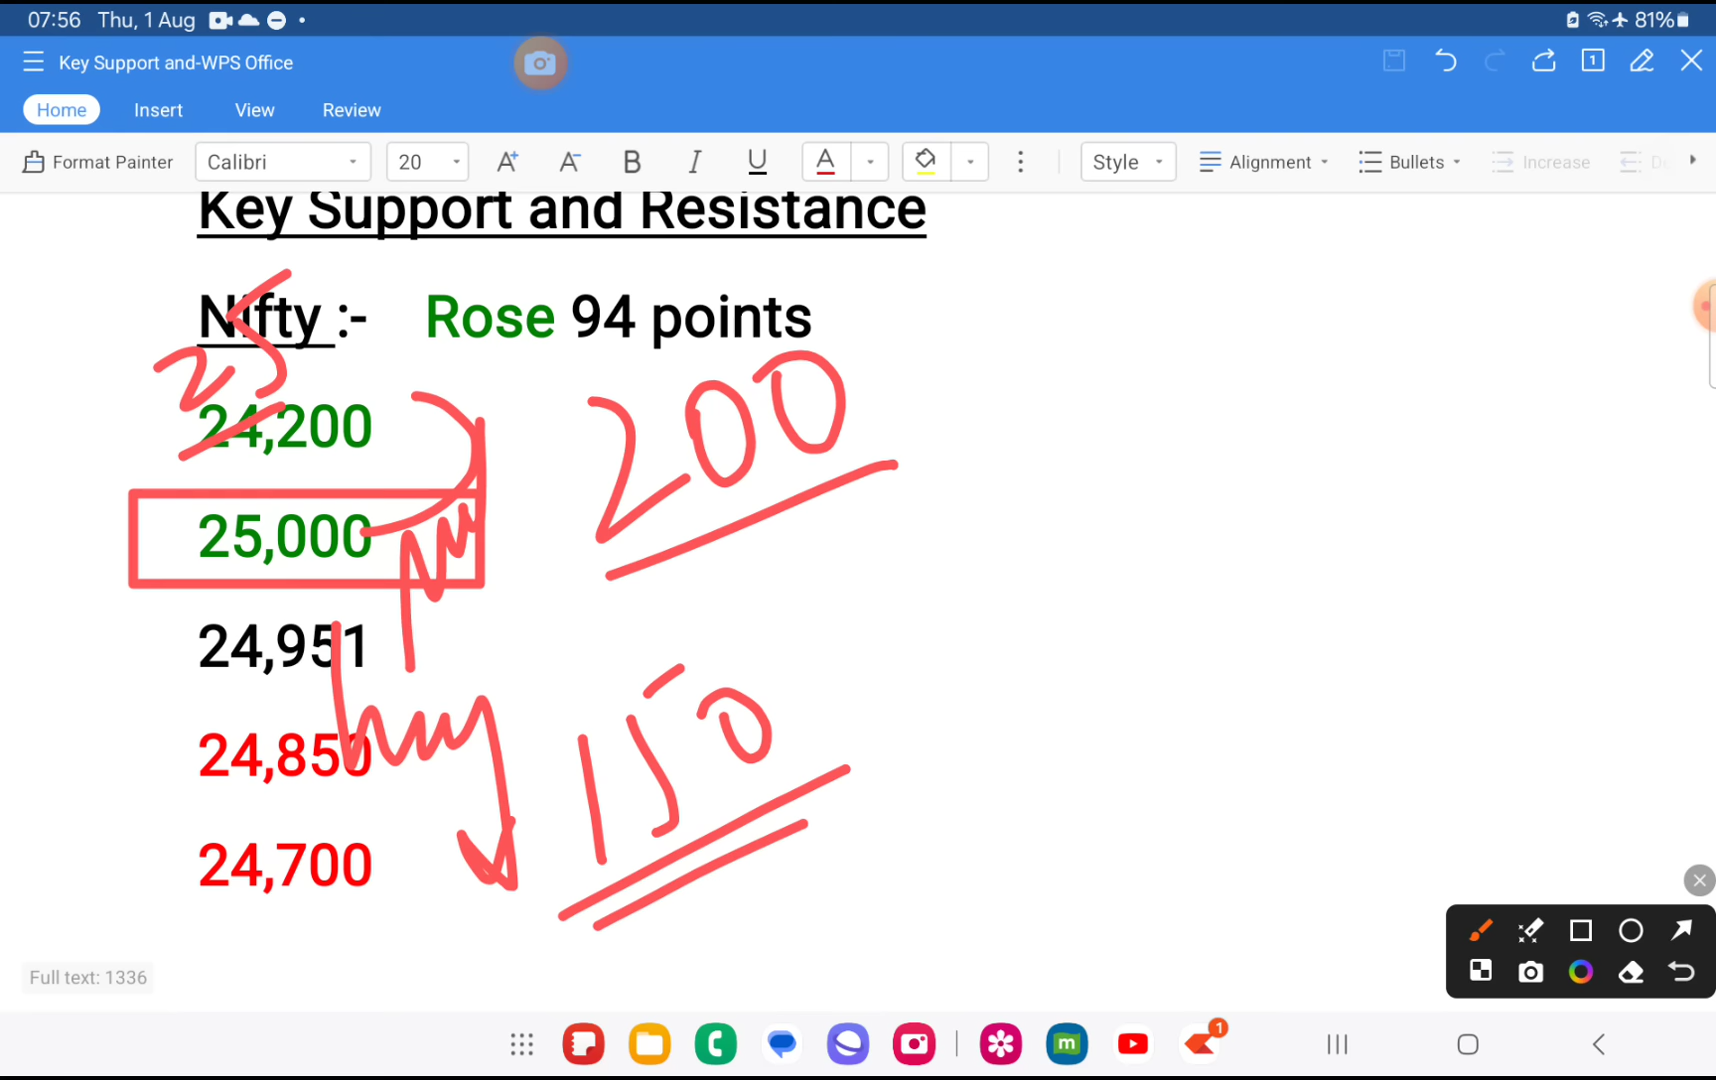 07:56 Thu, 1 Aug
81%
Key Support and-WPS Office
1
Home Insert View Review
Format Painter Calibri 20 A+ A- B I U A Style Alignment Bullets Increase
Key Support and Resistance
Nifty :- Rose 94 points
25
24,200
200
25,000
24,951
24,850
150
24,700
Full text: 1336
m
1